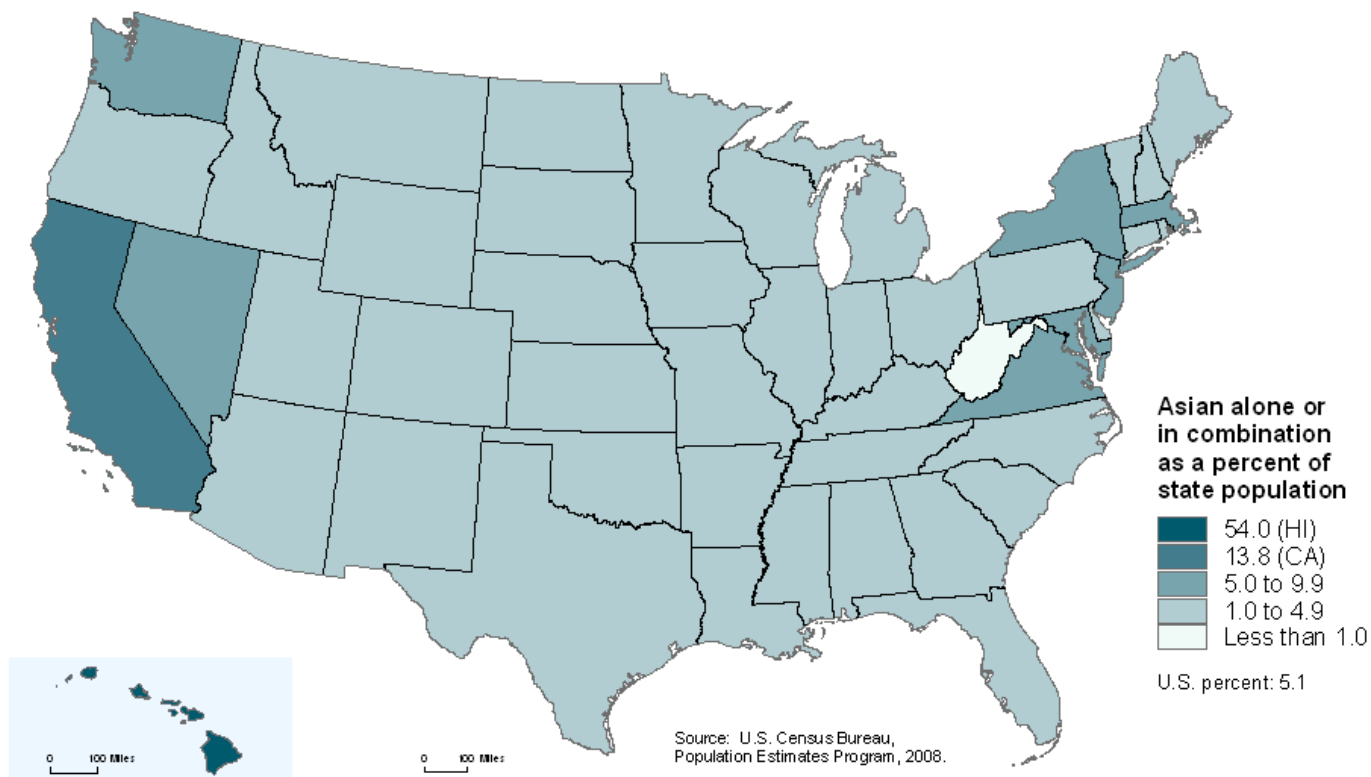 Asian alone or
in combination
as a percent of
state population
54.0 (HI)
13.8 (CA)
5.0 to 9.9
1.0 to 4.9
Less than 1.0
U.S. percent: 5.1
Source: U.S. Census Bureau,
Population Estimates Program, 2008.
0 100 Miles
0 100 Miles